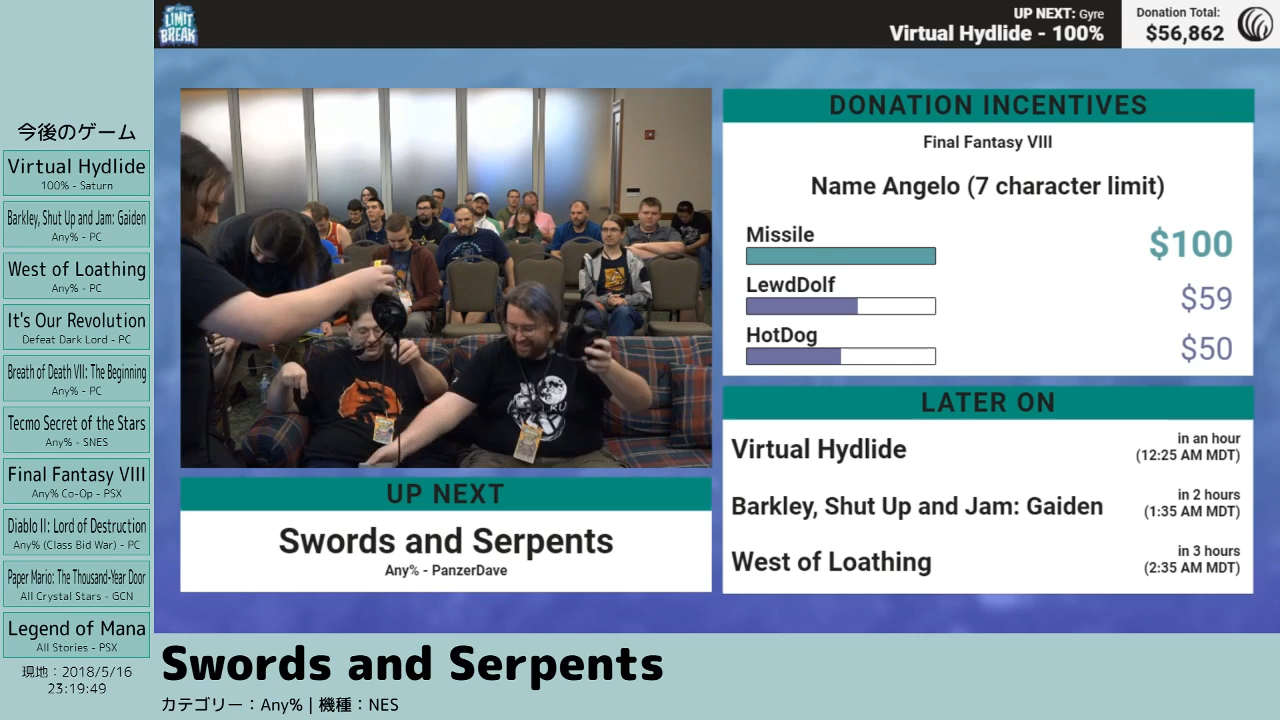 LIMIT
BREAK
UP NEXT: Gyre
Virtual Hydlide - 100%
Donation Total:
$56,862
今後のゲーム
Virtual Hydlide
100% - Saturn
Barkley, Shut Up and Jam: Gaiden
Any% - PC
West of Loathing
Any% - PC
It's Our Revolution
Defeat Dark Lord - PC
Breath of Death VII: The Beginning
Any% - PC
Tecmo Secret of the Stars
Any% - SNES
Final Fantasy VIII
Any% Co-Op - PSX
Diablo II: Lord of Destruction
Any% (Class Bid War) - PC
Paper Mario: The Thousand-Year Door
All Crystal Stars - GCN
Legend of Mana
All Stories - PSX
現地：2018/5/16
23:19:49
UP NEXT
Swords and Serpents
Any% - PanzerDave
DONATION INCENTIVES
Final Fantasy VIII
Name Angelo (7 character limit)
Missile
$100
LewdDolf
$59
HotDog
$50
LATER ON
Virtual Hydlide
in an hour
(12:25 AM MDT)
Barkley, Shut Up and Jam: Gaiden
in 2 hours
(1:35 AM MDT)
West of Loathing
in 3 hours
(2:35 AM MDT)
Swords and Serpents
カテゴリー：Any% | 機種：NES